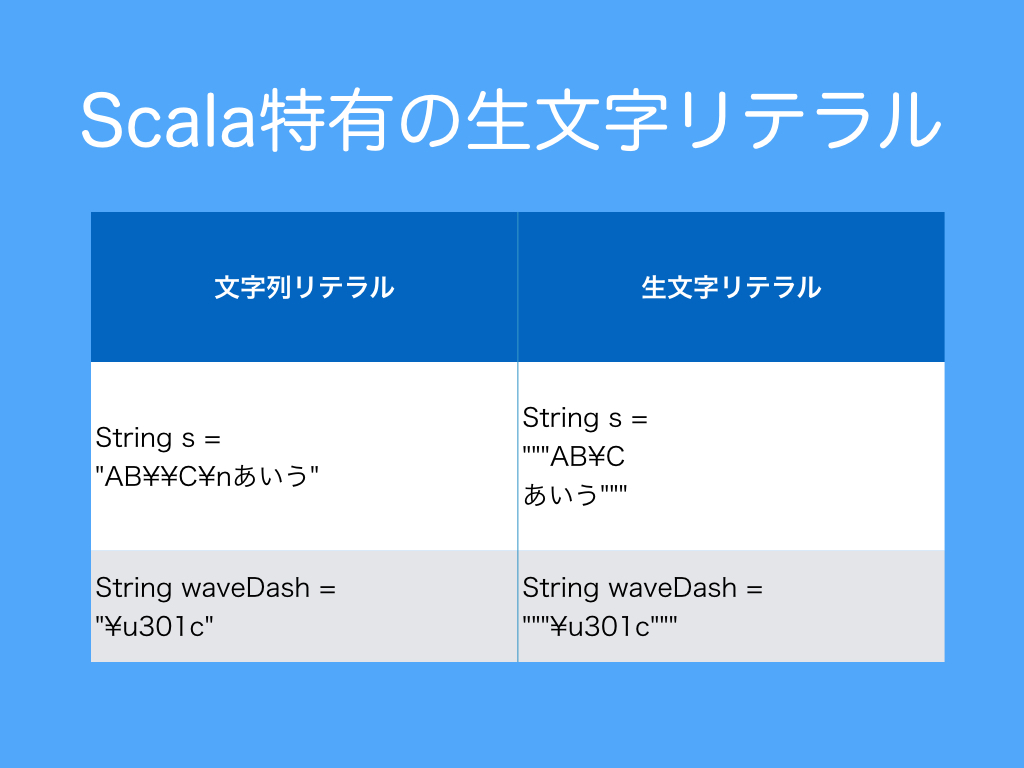 Scala特有の生文字リテラル
文字列リテラル
生文字リテラル
String s =
"AB¥¥C¥nあいう"
String s =
"""AB¥C
あいう"""
String waveDash =
"¥u301c"
String waveDash =
"""¥u301c"""